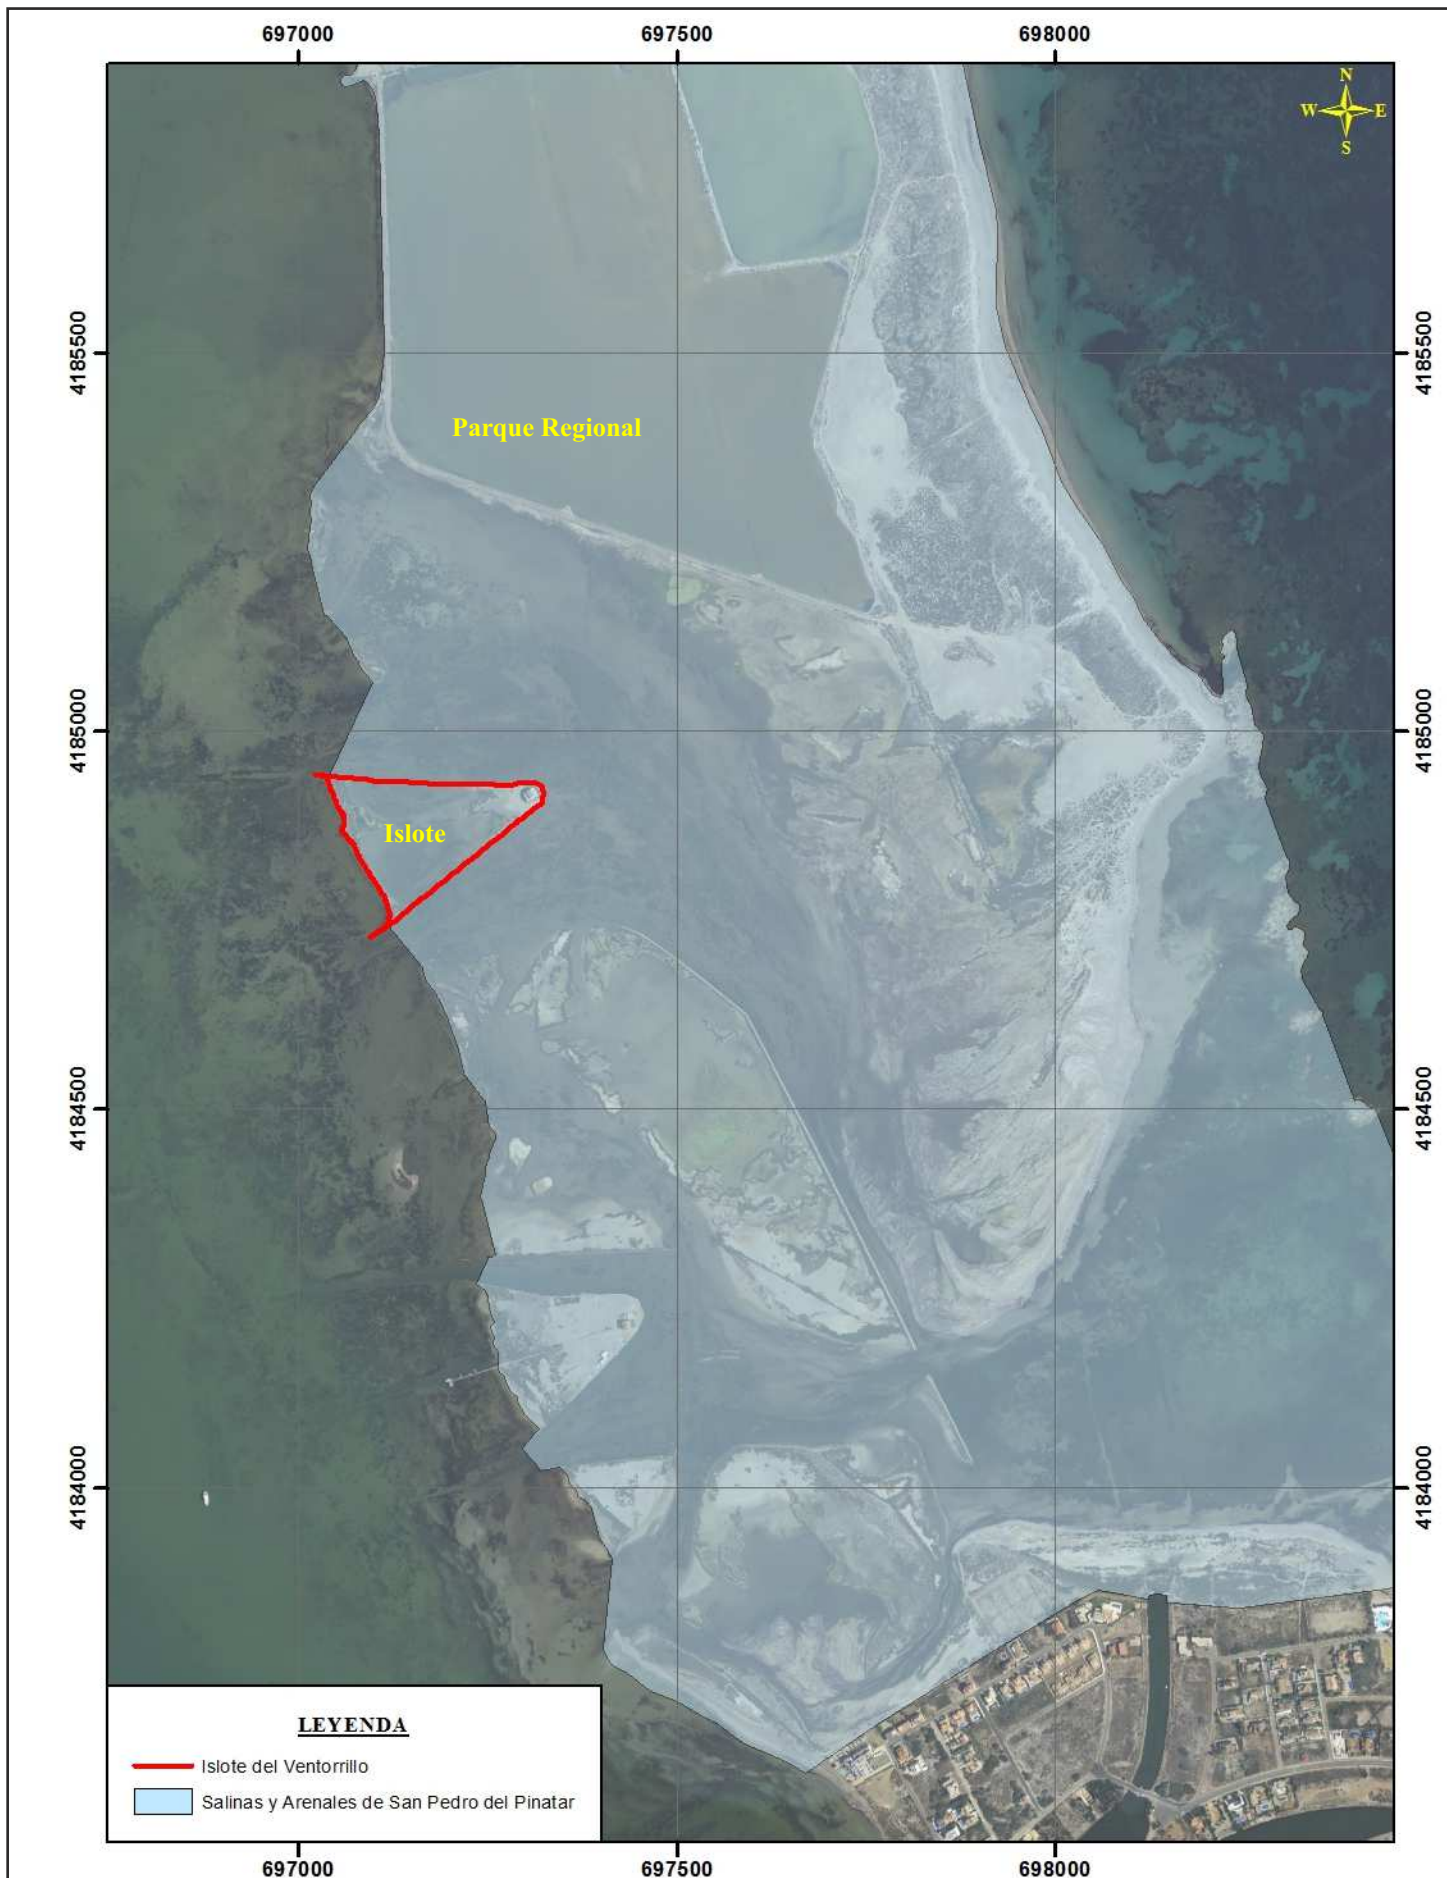 697000 697500 698000
N
W E
S
4185500 4185500
Parque Regional
4185000 4185000
Islote
4184500 4184500
4184000 4184000
LEYENDA
Islote del Ventorrillo
Salinas y Arenales de San Pedro del Pinatar
697000 697500 698000